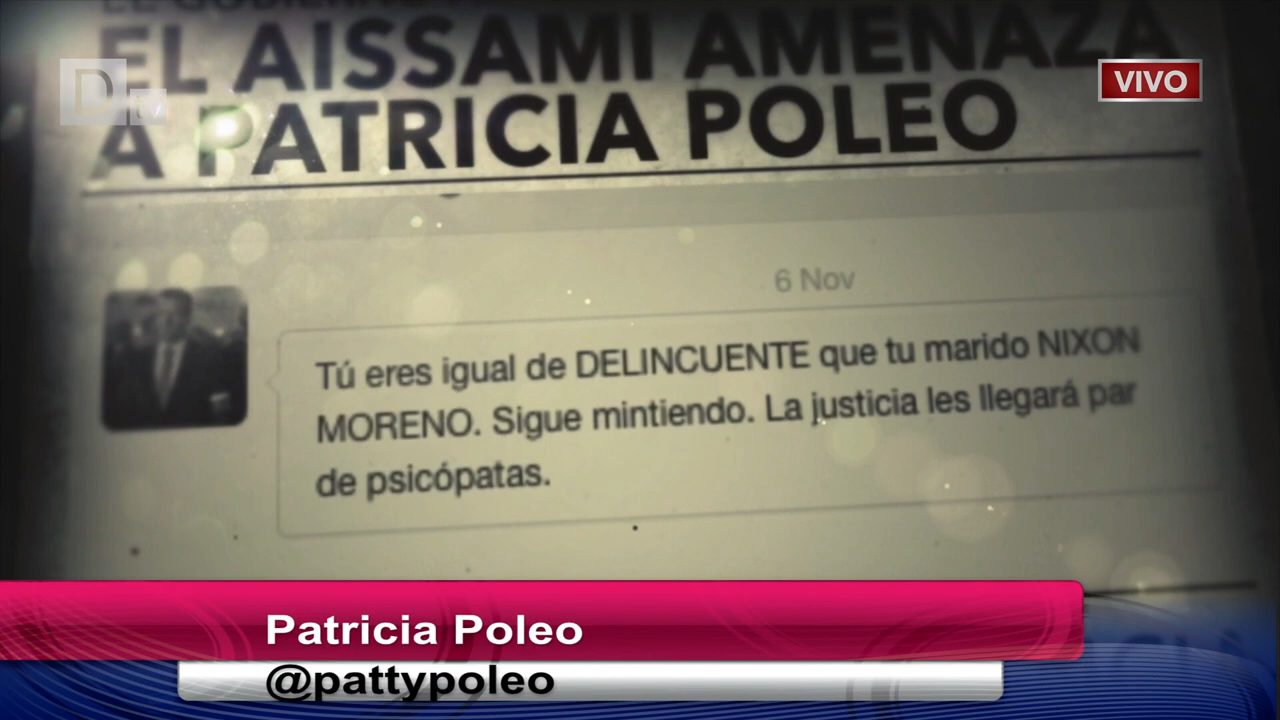 EL AISSAMI AMENAZA
A PATRICIA POLEO
D
tv
VIVO
6 Nov
Tú eres igual de DELINCUENTE que tu marido NIXON
MORENO. Sigue mintiendo. La justicia les llegará par
de psicópatas.
Patricia Poleo
@pattypoleo